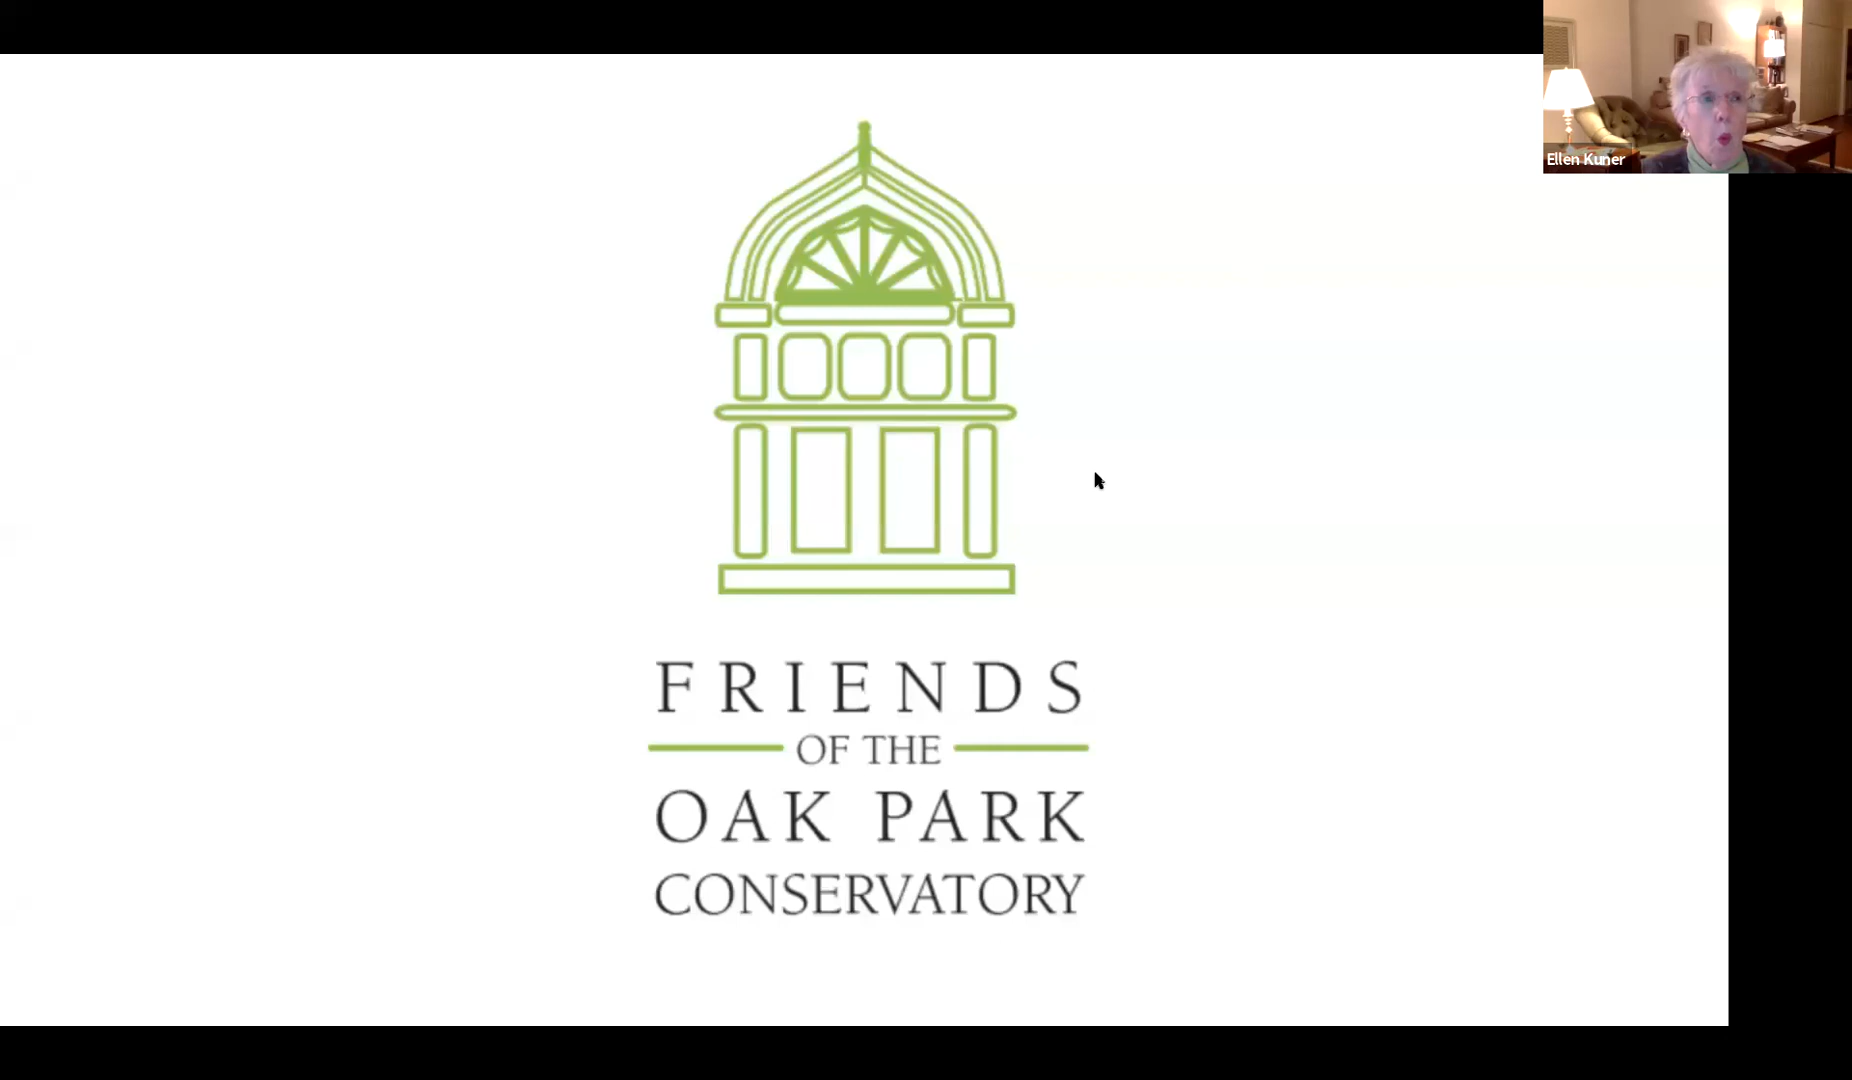 Ellen Kuner
FRIENDS
OF THE
OAK PARK
CONSERVATORY